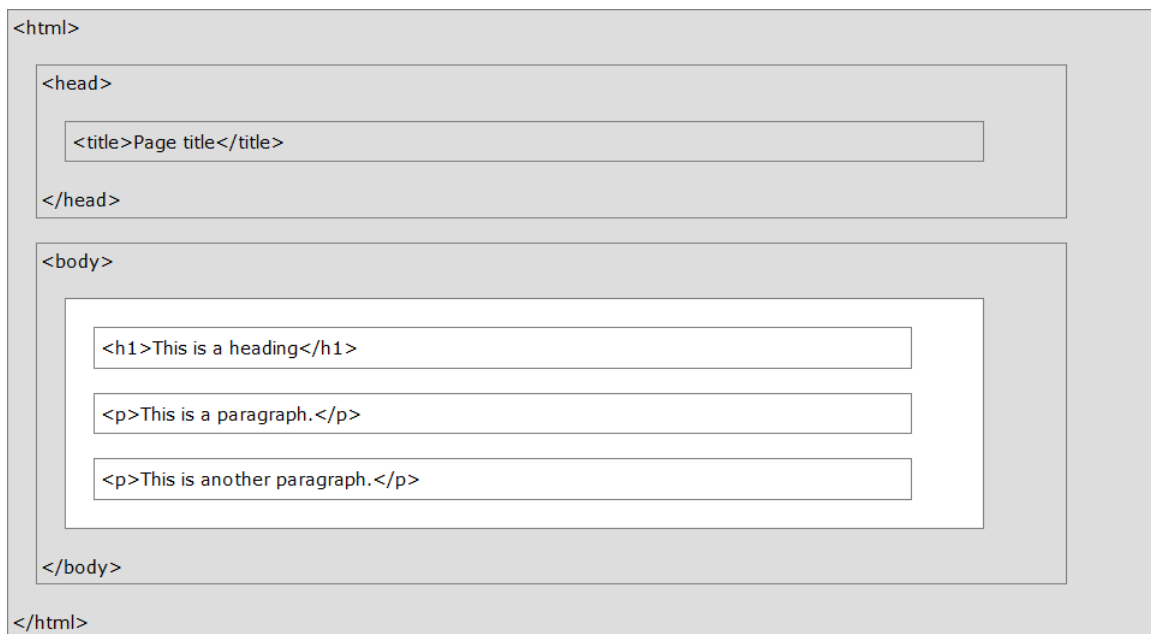 <html>
<head>
<title>Page title</title>
</head>
<body>
<h1>This is a heading</h1>
<p>This is a paragraph.</p>
<p>This is another paragraph.</p>
</body>
</html>